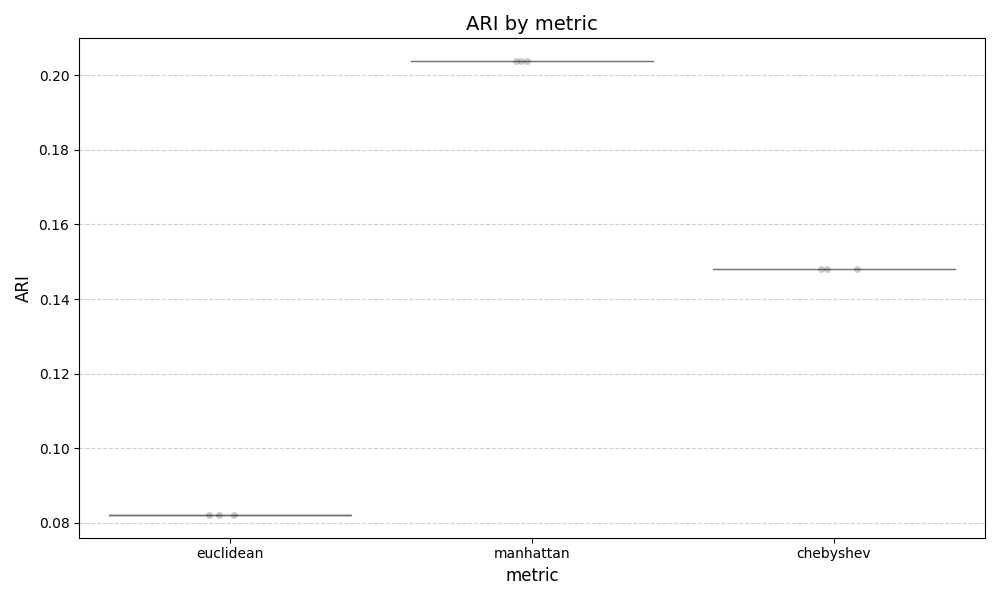 ARI by metric
0.20
0.18
0.16
0.14
0.12
0.10
0.08
ARI
euclidean
manhattan
chebyshev
metric